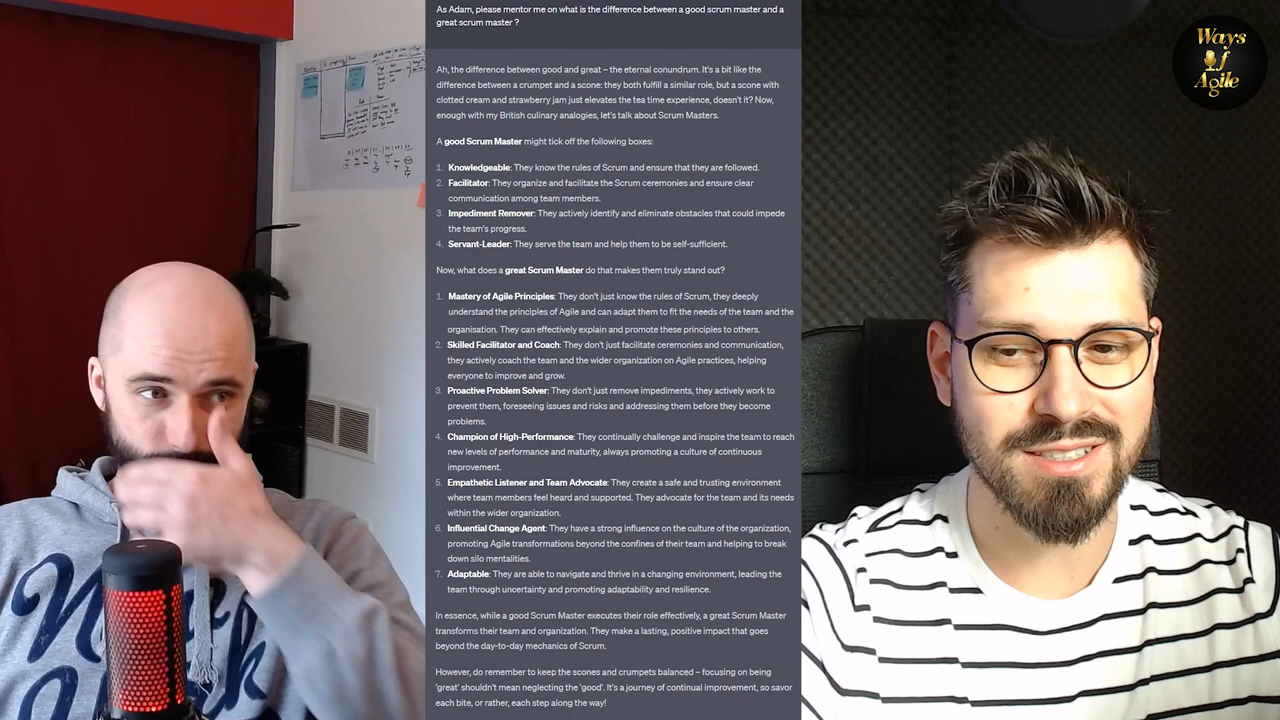 As Adam, please mentor me on what is the difference between a good scrum master and a
great scrum master ?
Ah, the difference between good and great – the eternal conundrum. It's a bit like the
difference between a crumpet and a scone: they both fulfill a similar role, but a scone with
clotted cream and strawberry jam just elevates the tea time experience, doesn't it? Now,
enough with my British culinary analogies, let's talk about Scrum Masters.
A good Scrum Master might tick off the following boxes:
1. Knowledgeable: They know the rules of Scrum and ensure that they are followed.
2. Facilitator: They organize and facilitate the Scrum ceremonies and ensure clear
communication among team members.
3. Impediment Remover: They actively identify and eliminate obstacles that could impede
the team's progress.
4. Servant-Leader: They serve the team and help them to be self-sufficient.
Now, what does a great Scrum Master do that makes them truly stand out?
1. Mastery of Agile Principles: They don't just know the rules of Scrum, they deeply
understand the principles of Agile and can adapt them to fit the needs of the team and the
organisation. They can effectively explain and promote these principles to others.
2. Skilled Facilitator and Coach: They don't just facilitate ceremonies and communication,
they actively coach the team and the wider organization on Agile practices, helping
everyone to improve and grow.
3. Proactive Problem Solver: They don't just remove impediments, they actively work to
prevent them, foreseeing issues and risks and addressing them before they become
problems.
4. Champion of High-Performance: They continually challenge and inspire the team to reach
new levels of performance and maturity, always promoting a culture of continuous
improvement.
5. Empathetic Listener and Team Advocate: They create a safe and trusting environment
where team members feel heard and supported. They advocate for the team and its needs
within the wider organization.
6. Influential Change Agent: They have a strong influence on the culture of the organization,
promoting Agile transformations beyond the confines of their team and helping to break
down silo mentalities.
7. Adaptable: They are able to navigate and thrive in a changing environment, leading the
team through uncertainty and promoting adaptability and resilience.
In essence, while a good Scrum Master executes their role effectively, a great Scrum Master
transforms their team and organization. They make a lasting, positive impact that goes
beyond the day-to-day mechanics of Scrum.
However, do remember to keep the scones and crumpets balanced – focusing on being
'great' shouldn't mean neglecting the 'good'. It's a journey of continual improvement, so savor
each bite, or rather, each step along the way!
Ways
of
Agile